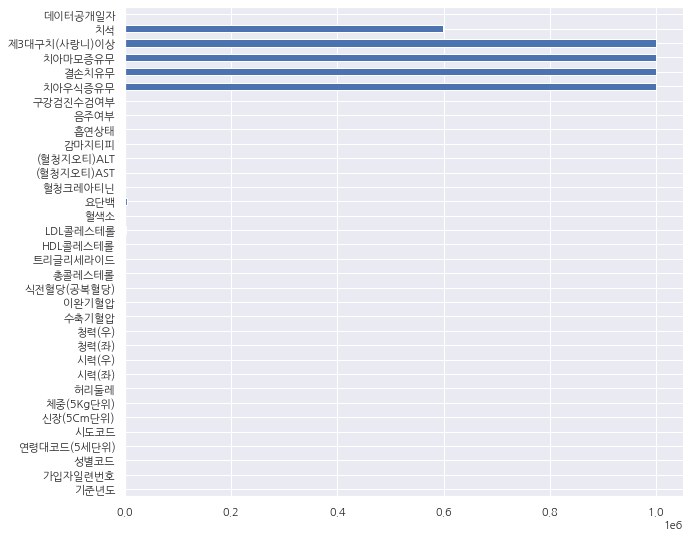 데이터공개일자
치석
제3대구치(사랑니)이상
치아마모증유무
결손치유무
치아우식증유무
구강검진수검여부
음주여부
흡연상태
감마지티피
(혈청지오티)ALT
(혈청지오티)AST
혈청크레아티닌
요단백
혈색소
LDL콜레스테롤
HDL콜레스테롤
트리글리세라이드
총콜레스테롤
식전혈당(공복혈당)
이완기혈압
수축기혈압
청력(우)
청력(좌)
시력(우)
시력(좌)
허리둘레
체중(5Kg단위)
신장(5Cm단위)
시도코드
연령대코드(5세단위)
성별코드
가입자일련번호
기준년도
0.0 0.2 0.4 0.6 0.8 1.0
1e6